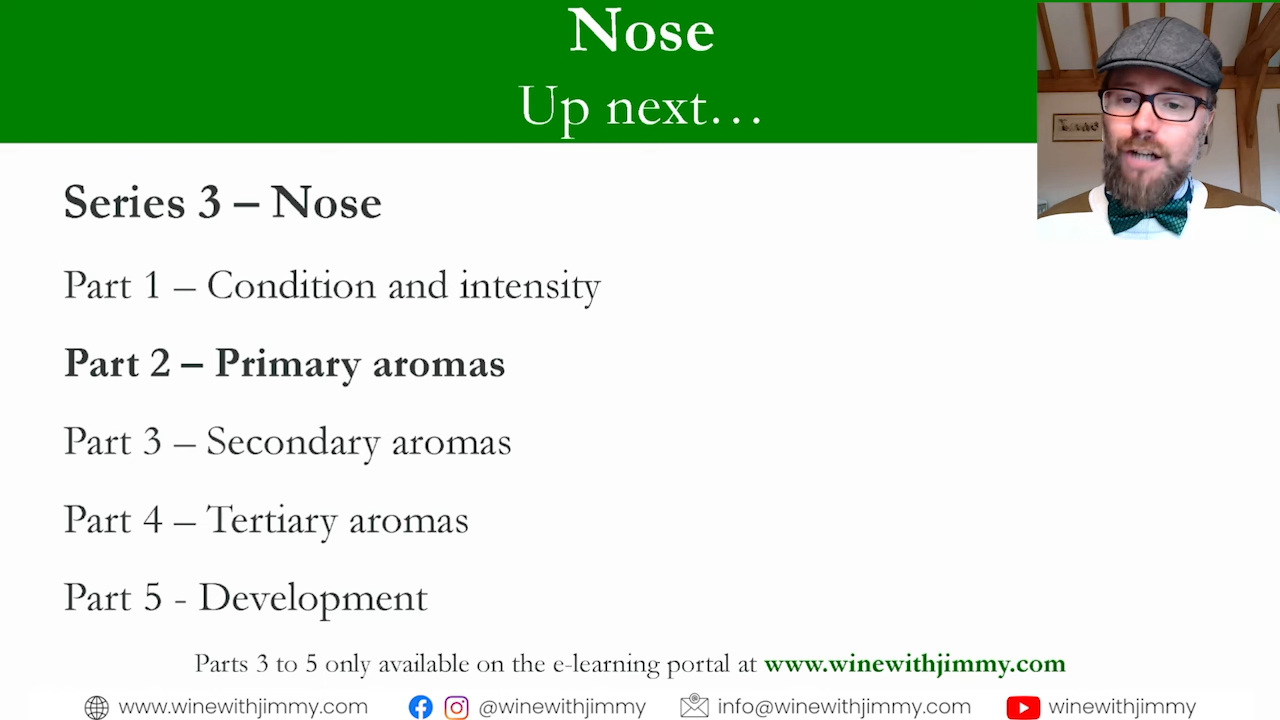 Nose
Up next…
Series 3 – Nose
Part 1 – Condition and intensity
Part 2 – Primary aromas
Part 3 – Secondary aromas
Part 4 – Tertiary aromas
Part 5 - Development
Parts 3 to 5 only available on the e-learning portal at www.winewithjimmy.com
www.winewithjimmy.com @winewithjimmy info@winewithjimmy.com winewithjimmy